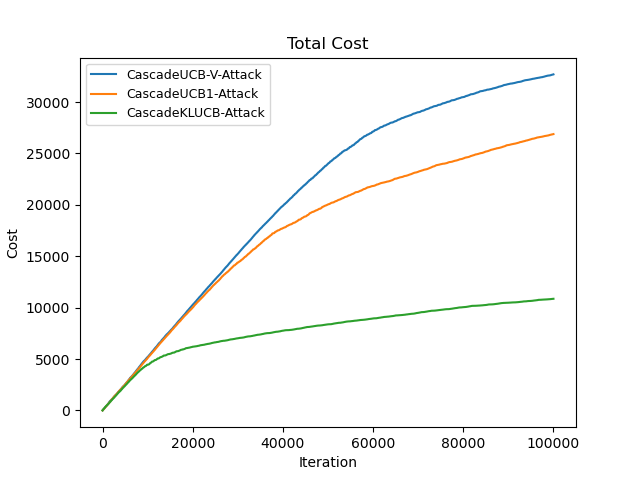 Total Cost
CascadeUCB-V-Attack
CascadeUCB1-Attack
CascadeKLUCB-Attack
30000
25000
20000
15000
10000
5000
0
Cost
0 20000 40000 60000 80000 100000
Iteration